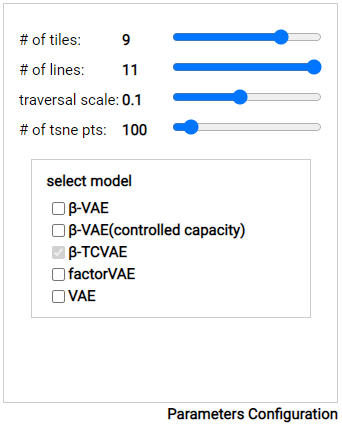 # of tiles: 9
# of lines: 11
traversal scale: 0.1
# of tsne pts: 100
select model
β-VAE
β-VAE(controlled capacity)
β-TCVAE
factorVAE
VAE
Parameters Configuration